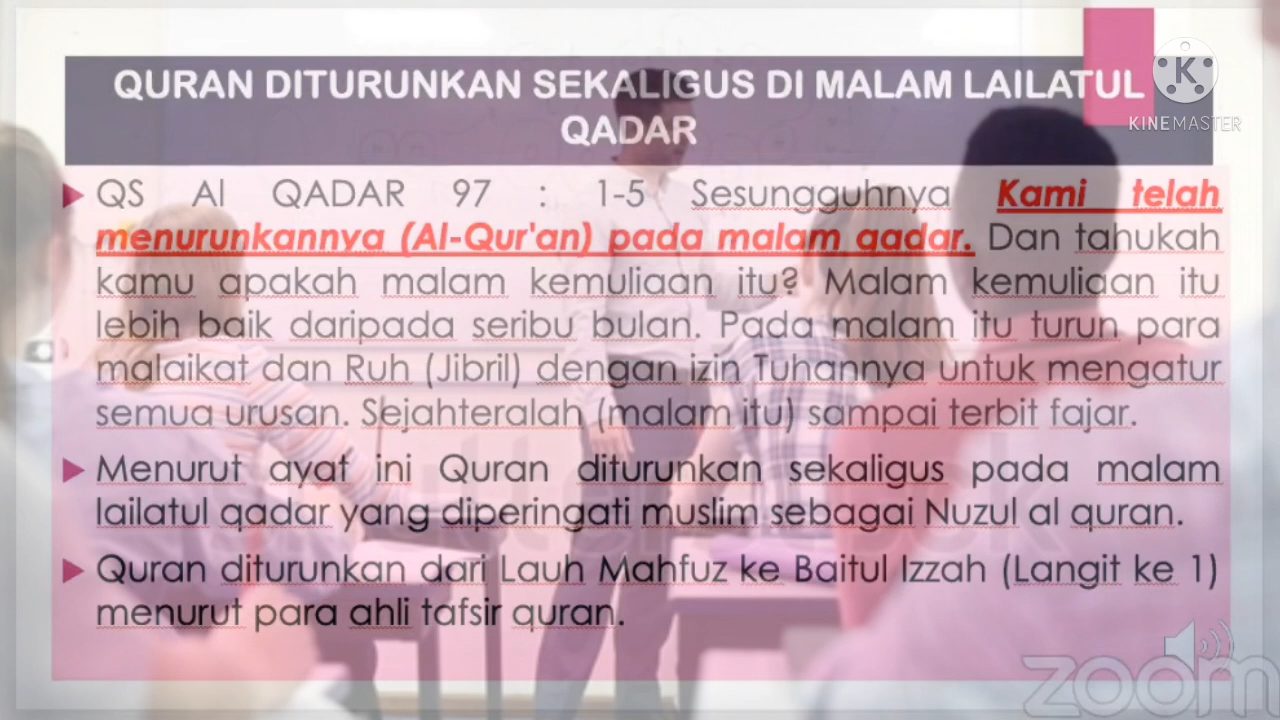 QURAN DITURUNKAN SEKALIGUS DI MALAM LAILATUL
QADAR
K
KINEMASTER
QS Al QADAR 97 : 1-5 Sesungguhnya Kami telah
menurunkannya (Al-Qur'an) pada malam qadar. Dan tahukah
kamu apakah malam kemuliaan itu? Malam kemuliaan itu
lebih baik daripada seribu bulan. Pada malam itu turun para
malaikat dan Ruh (Jibril) dengan izin Tuhannya untuk mengatur
semua urusan. Sejahteralah (malam itu) sampai terbit fajar.
Menurut ayat ini Quran diturunkan sekaligus pada malam
lailatul qadar yang diperingati muslim sebagai Nuzul al quran.
Quran diturunkan dari Lauh Mahfuz ke Baitul Izzah (Langit ke 1)
menurut para ahli tafsir quran.
zoom